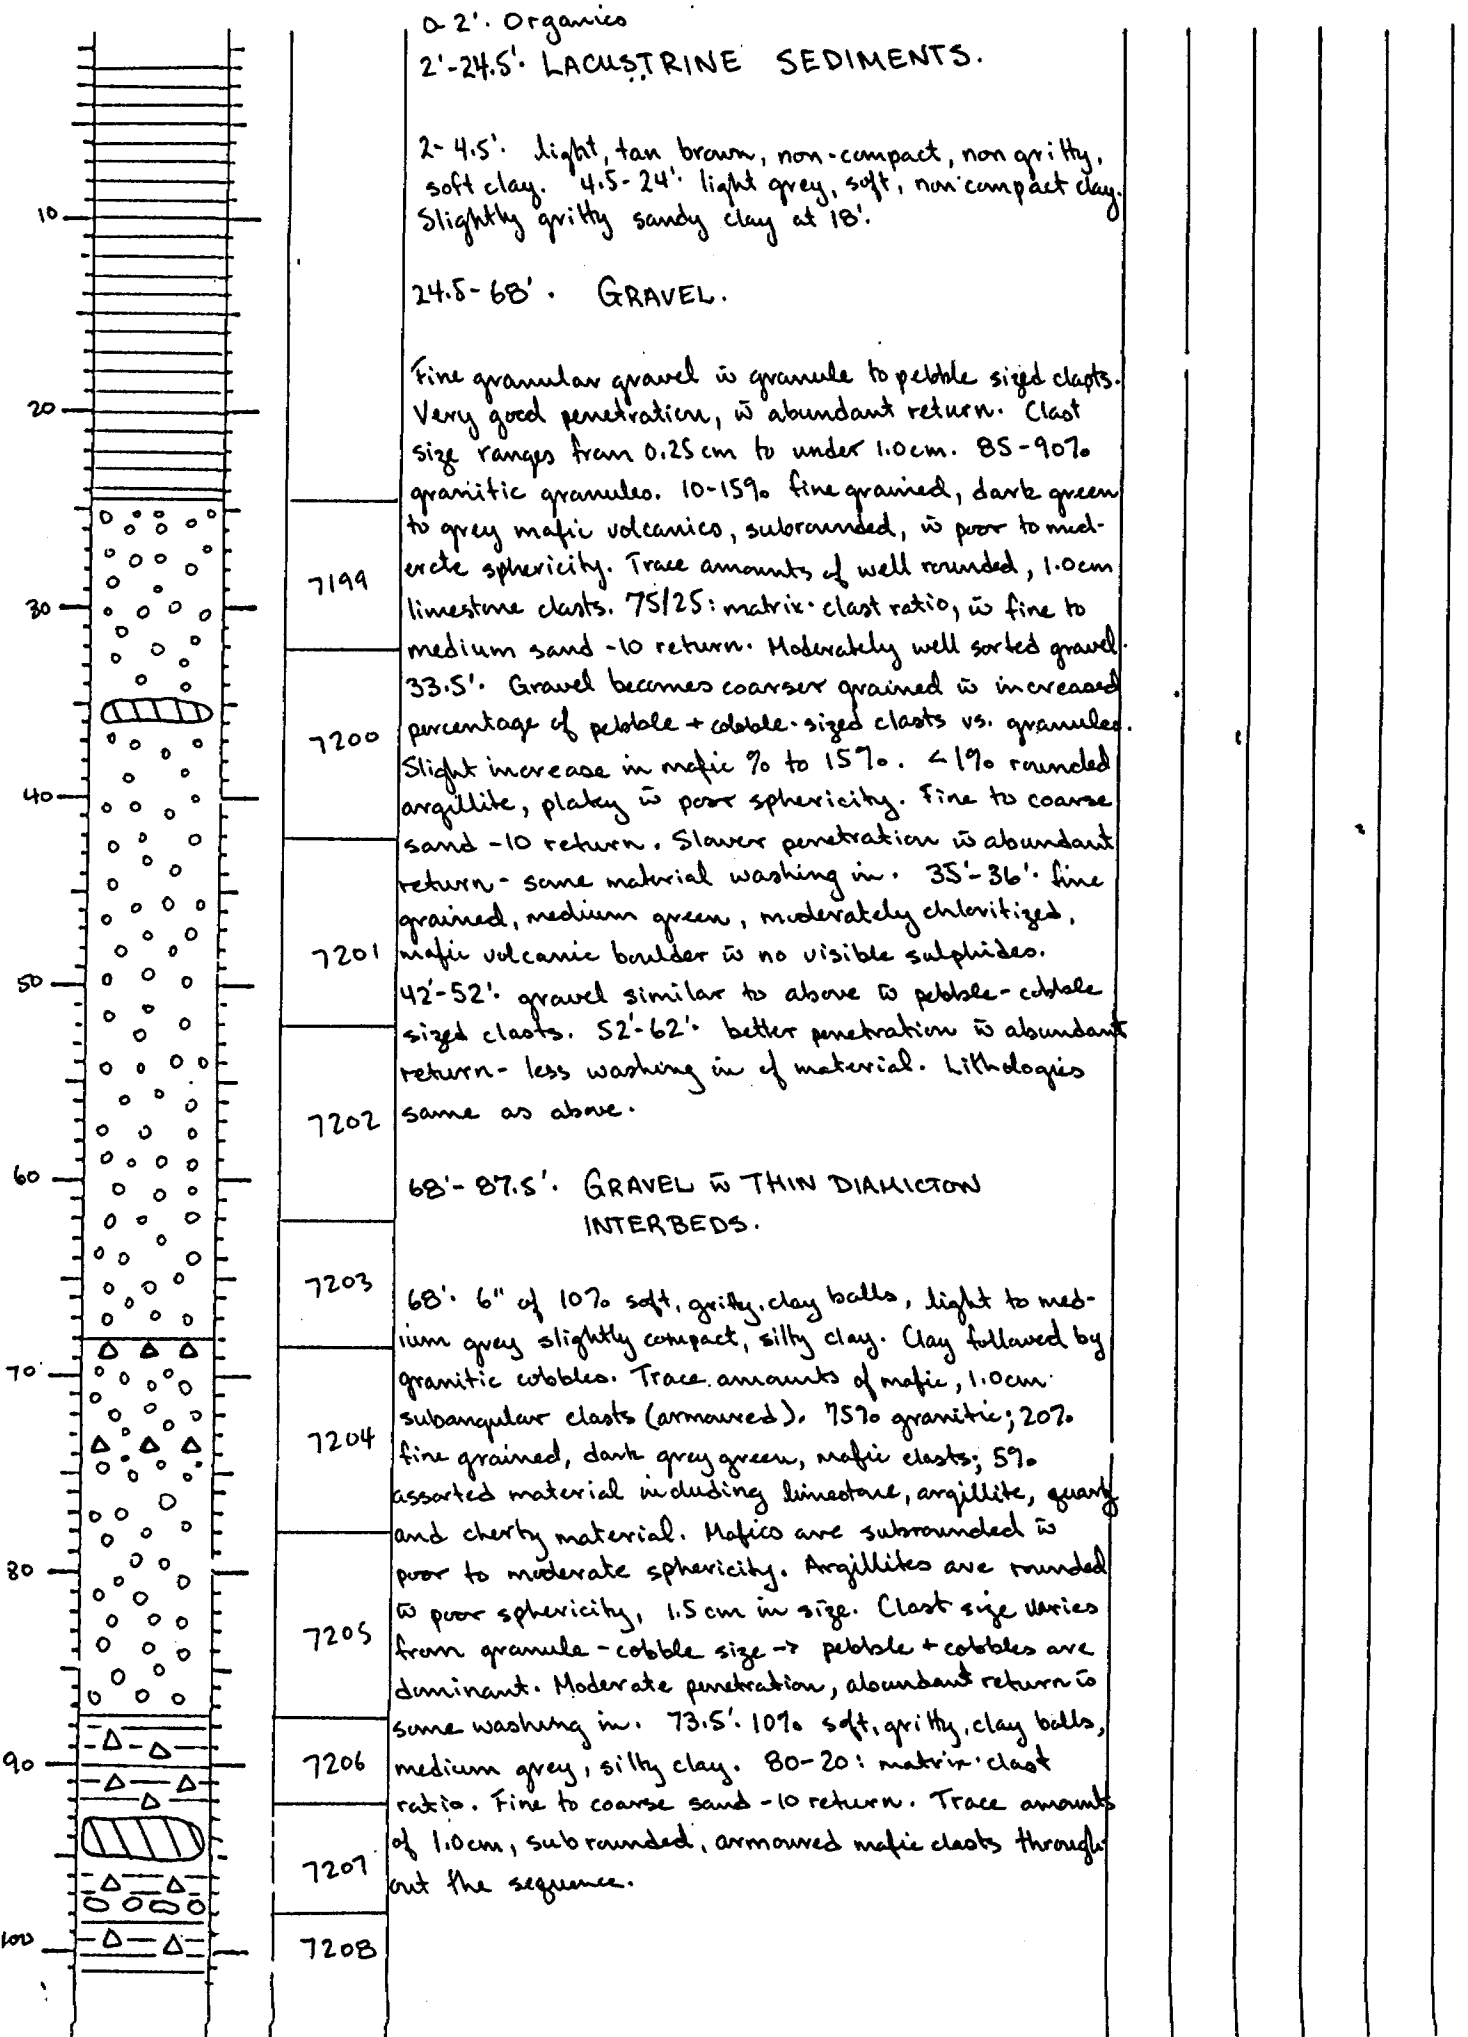 0-2'. Organics
2'-24.5'. LACUSTRINE SEDIMENTS.
2-4.5'. light, tan brown, non-compact, non gritty,
soft clay. 4.5-24'. light grey, soft, non-compact clay.
10
Slightly gritty sandy clay at 18'.
24.5-68'. GRAVEL.
Fine granular gravel w̄ granule to pebble sized clasts.
20
Very good penetration, w̄ abundant return. Clast
size ranges from 0.25 cm to under 1.0cm. 85-90%
granitic granules. 10-15% fine grained, dark green
to grey mafic volcanics, subrounded, w̄ poor to mod-
7199
erate sphericity. Trace amounts of well rounded, 1.0cm
30
limestone clasts. 75/25: matrix·clast ratio, w̄ fine to
medium sand -10 return. Moderately well sorted gravel.
33.5'. Gravel becomes coarser grained w̄ increased
7200
percentage of pebble + cobble-sized clasts vs. granules.
Slight increase in mafic % to 15%. <1% rounded
40
argillite, platey w̄ poor sphericity. Fine to coarse
sand -10 return. Slower penetration w̄ abundant
return - some material washing in. 35'-36'. fine
grained, medium green, moderately chloritized,
7201
mafic volcanic boulder w̄ no visible sulphides.
50
42'-52'. gravel similar to above w̄ pebble-cobble
sized clasts. 52'-62'. better penetration w̄ abundant
return - less washing in of material. Lithologies
7202
same as above.
60
68'-87.5'. GRAVEL w̄ THIN DIAMICTON
INTERBEDS.
7203
68'. 6" of 10% soft, gritty, clay balls, light to med-
ium grey slightly compact, silty clay. Clay followed by
70
granitic cobbles. Trace amounts of mafic, 1.0cm
subangular clasts (armoured). 75% granitic; 20%
7204
fine grained, dark grey green, mafic clasts; 5%
assorted material including limestone, argillite, quartz
and cherty material. Mafics are subrounded w̄
80
poor to moderate sphericity. Argillites are rounded
w̄ poor sphericity, 1.5 cm in size. Clast size varies
7205
from granule - cobble size -> pebble + cobbles are
dominant. Moderate penetration, abundant return w̄
some washing in. 73.5'. 10% soft, gritty, clay balls,
90
7206
medium grey, silty clay. 80-20: matrix·clast
ratio. Fine to coarse sand -10 return. Trace amounts
of 1.0cm, subrounded, armoured mafic clasts through-
7207
out the sequence.
100
7208